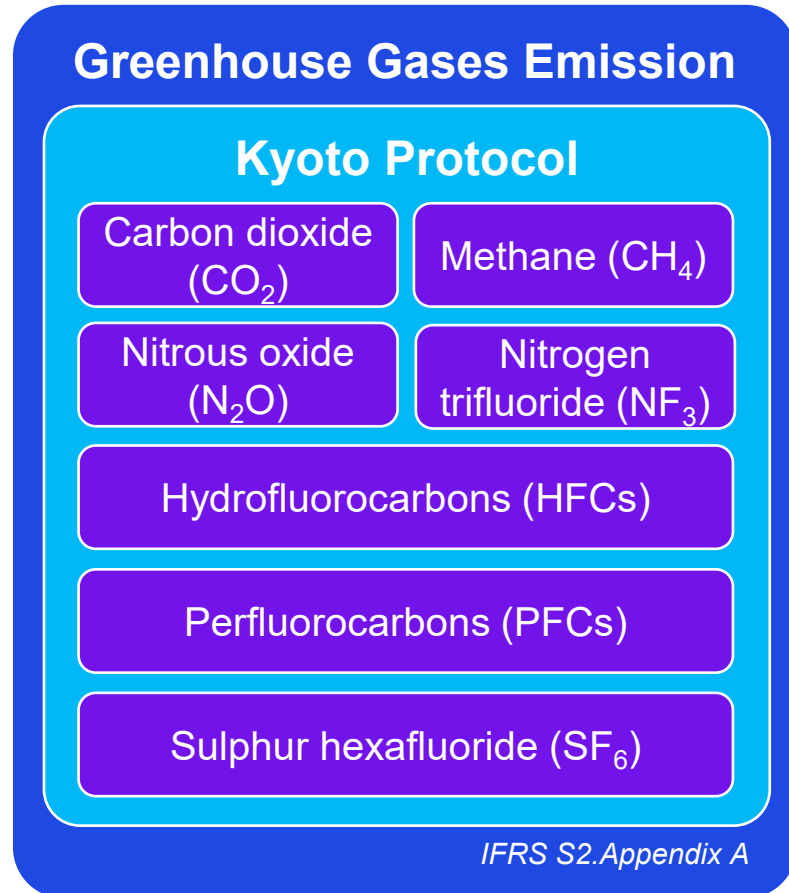 Greenhouse Gases Emission
Kyoto Protocol
Carbon dioxide
(CO₂)
Methane (CH₄)
Nitrous oxide
(N₂O)
Nitrogen
trifluoride (NF₃)
Hydrofluorocarbons (HFCs)
Perfluorocarbons (PFCs)
Sulphur hexafluoride (SF₆)
IFRS S2.Appendix A